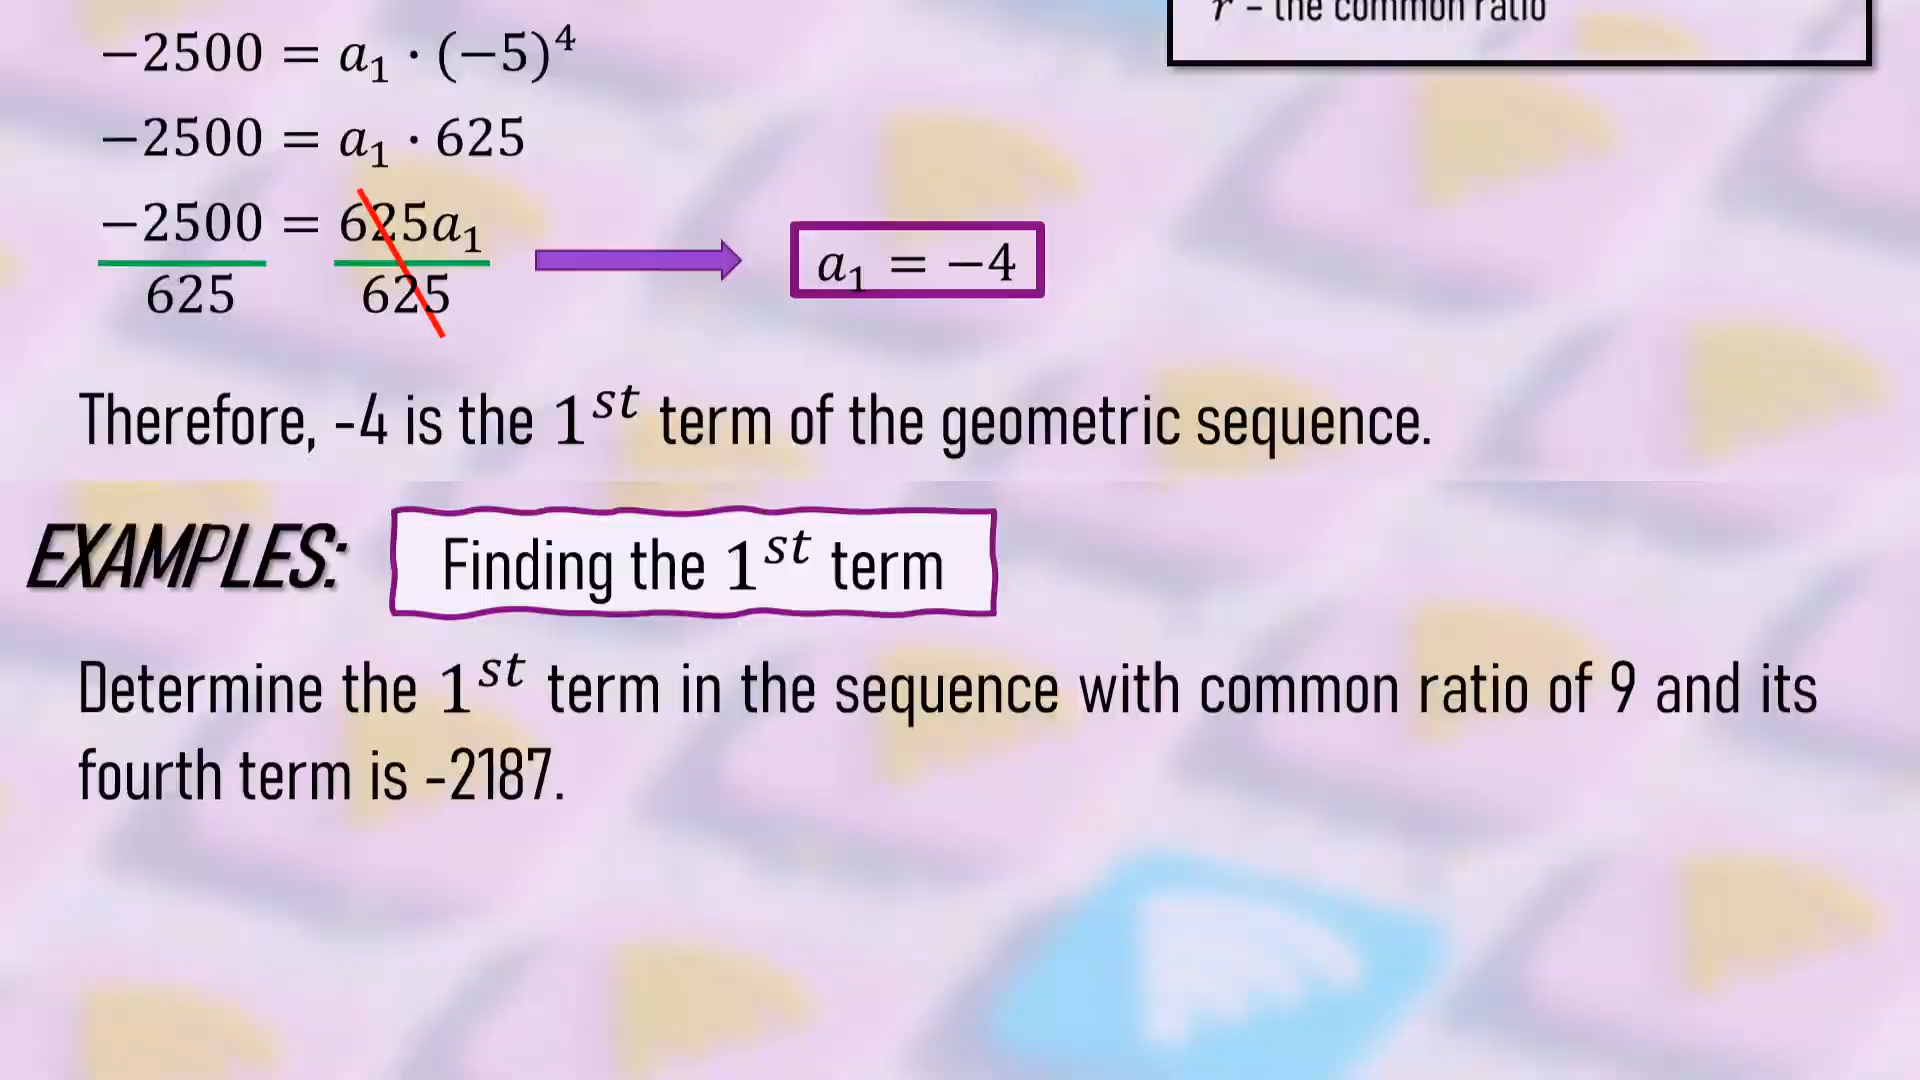 r – the common ratio
−2500 = a₁ · (−5)⁴
−2500 = a₁ · 625
−2500 = 625a₁
625 625
a₁ = −4
Therefore, -4 is the 1ˢᵗ term of the geometric sequence.
EXAMPLES:
Finding the 1ˢᵗ term
Determine the 1ˢᵗ term in the sequence with common ratio of 9 and its
fourth term is -2187.